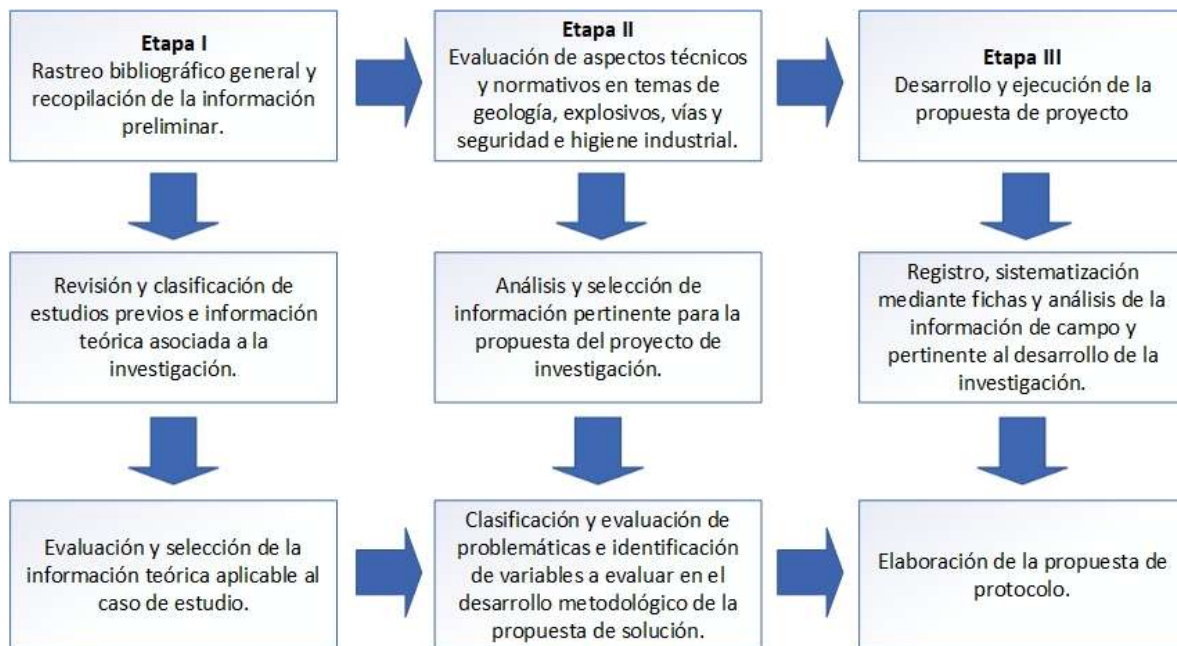 Etapa I
Rastreo bibliográfico general y
recopilación de la información
preliminar.
Etapa II
Evaluación de aspectos técnicos
y normativos en temas de
geología, explosivos, vías y
seguridad e higiene industrial.
Etapa III
Desarrollo y ejecución de la
propuesta de proyecto
Revisión y clasificación de
estudios previos e información
teórica asociada a la
investigación.
Análisis y selección de
información pertinente para la
propuesta del proyecto de
investigación.
Registro, sistematización
mediante fichas y análisis de la
información de campo y
pertinente al desarrollo de la
investigación.
Evaluación y selección de la
información teórica aplicable al
caso de estudio.
Clasificación y evaluación de
problemáticas e identificación
de variables a evaluar en el
desarrollo metodológico de la
propuesta de solución.
Elaboración de la propuesta de
protocolo.